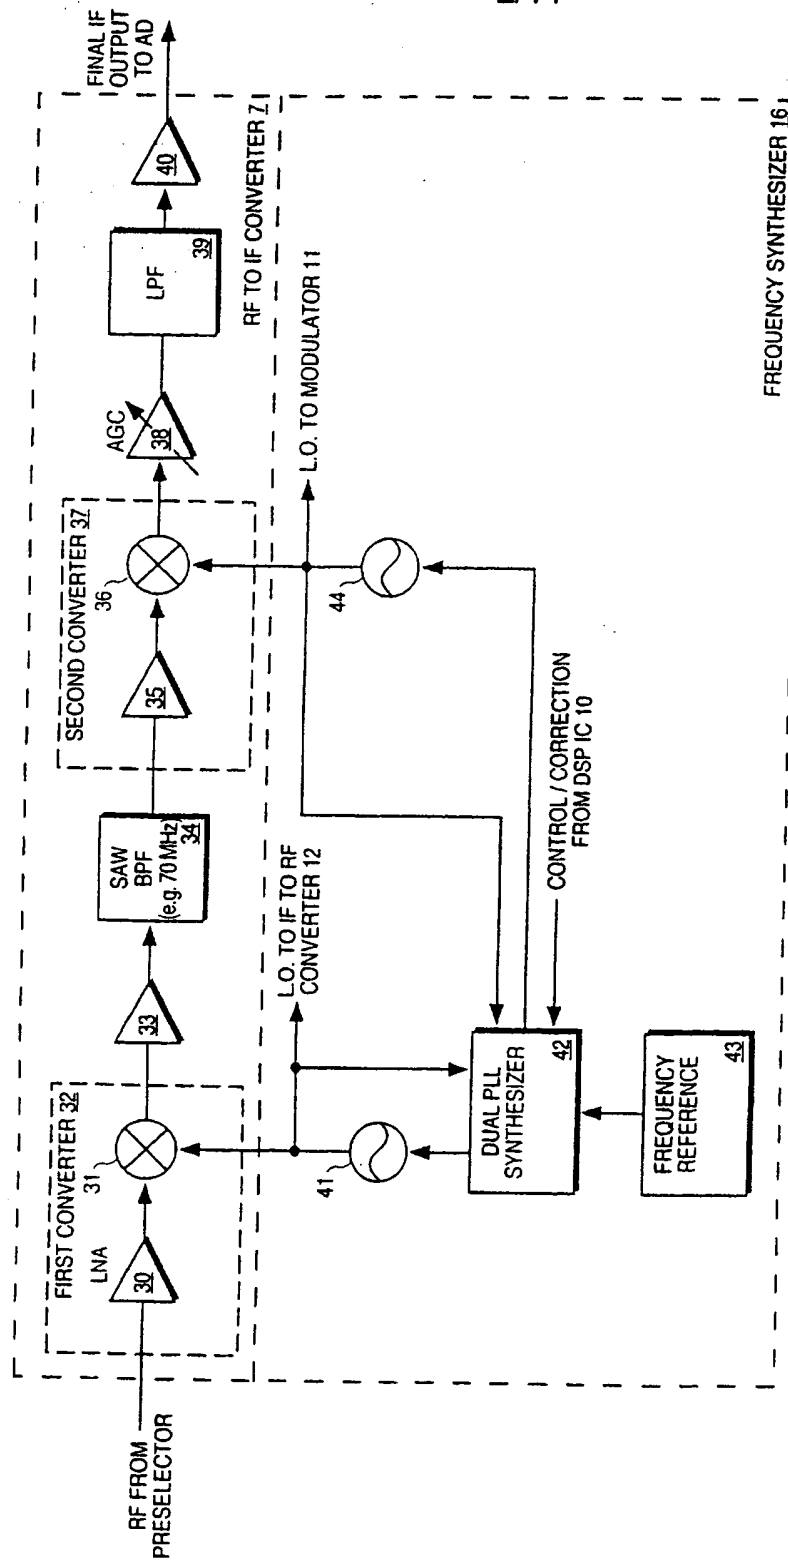 RF FROM
PRESELECTOR
FIRST CONVERTER 32
LNA
30
31
33
SAW
BPF
(e.g. 70 MHz)
34
SECOND CONVERTER 37
35
36
AGC
38
LPF
39
40
FINAL IF
OUTPUT
TO AD
RF TO IF CONVERTER 7
L.O. TO IF TO RF
CONVERTER 12
L.O. TO MODULATOR 11
41
44
DUAL PLL
SYNTHESIZER
42
CONTROL / CORRECTION
FROM DSP IC 10
FREQUENCY
REFERENCE
43
FREQUENCY SYNTHESIZER 16